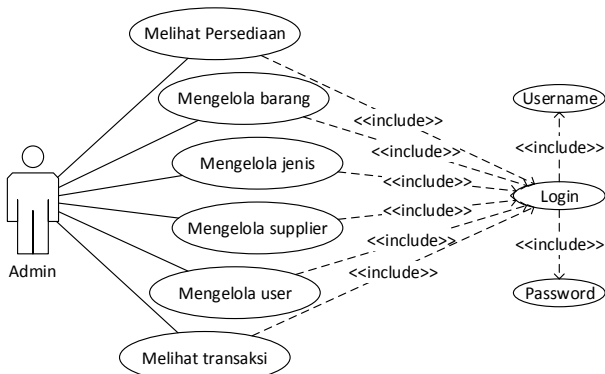 Melihat Persediaan
Mengelola barang
<<include>>
Username
<<include>>
<<include>>
Mengelola jenis
<<include>>
Login
Mengelola supplier
<<include>>
<<include>>
<<include>>
Admin
<<include>>
Mengelola user
Password
Melihat transaksi